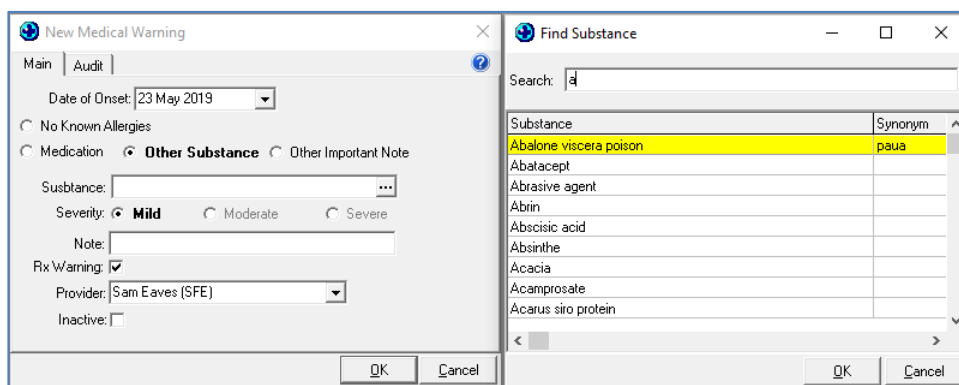 New Medical Warning
Main Audit
Date of Onset: 23 May 2019
No Known Allergies
Medication Other Substance Other Important Note
Susbtance: ...
Severity: Mild Moderate Severe
Note:
Rx Warning:
Provider: Sam Eaves (SFE)
Inactive:
OK Cancel
Find Substance
Search: a
Substance Synonym
Abalone viscera poison paua
Abatacept
Abrasive agent
Abrin
Abscisic acid
Absinthe
Acacia
Acamprosate
Acarus siro protein
OK Cancel